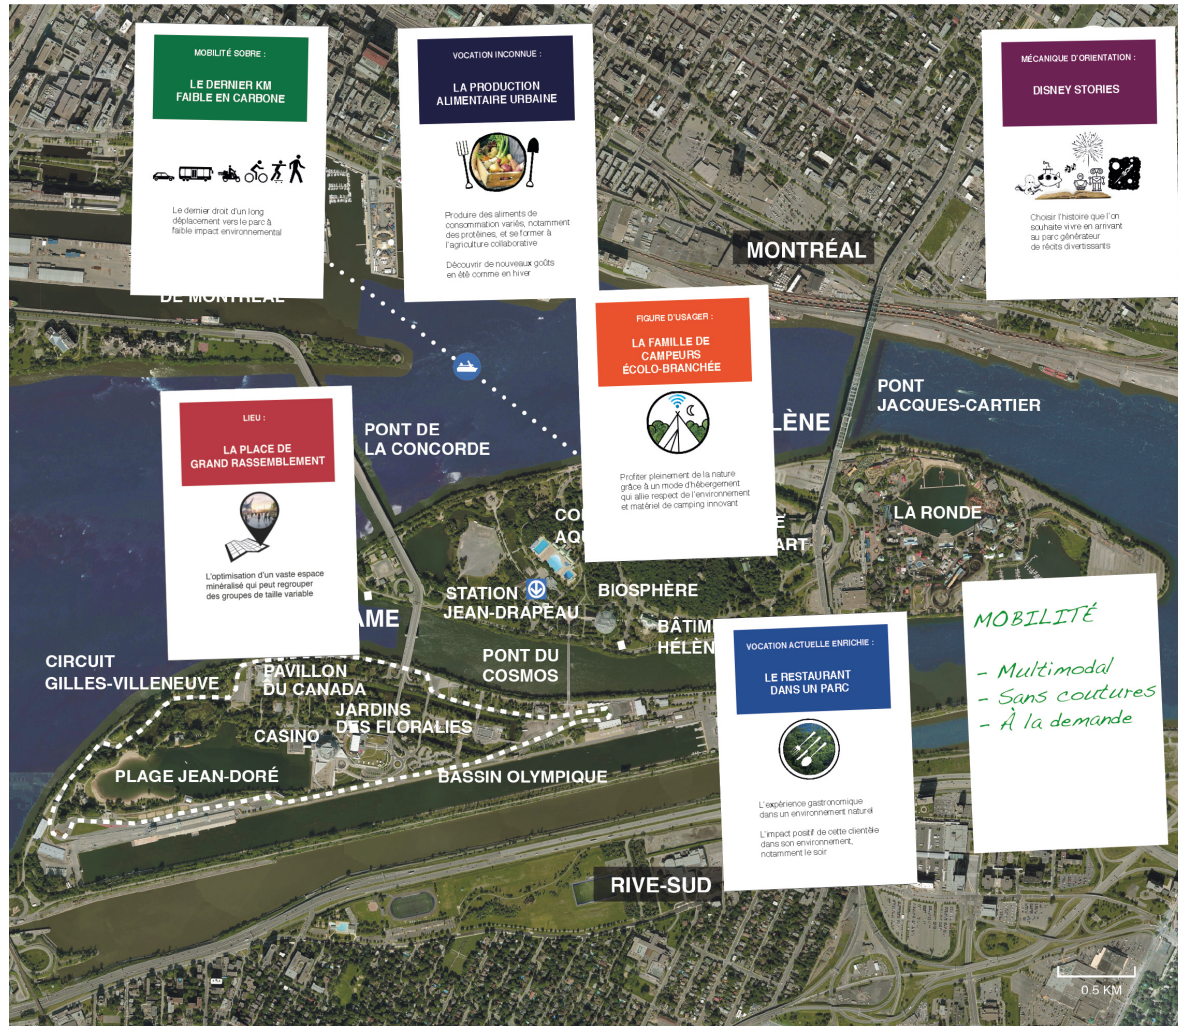 MOBILITÉ SOBRE :
LE DERNIER KM
FAIBLE EN CARBONE
Le dernier droit d'un long
déplacement vers le parc à
faible impact environnemental
VOCATION INCONNUE :
LA PRODUCTION
ALIMENTAIRE URBAINE
Produire des aliments de
consommation variés, notamment
des protéines, et se former à
l'agriculture collaborative
Découvrir de nouveaux goûts
en été comme en hiver
MÉCANIQUE D'ORIENTATION :
DISNEY STORIES
Choisir l'histoire que l'on
souhaite vivre en arrivant
au parc générateur
de récits divertissants
MONTRÉAL
DE MONTRÉAL
FIGURE D'USAGER :
LA FAMILLE DE
CAMPEURS
ÉCOLO-BRANCHÉE
Profiter pleinement de la nature
grâce à un mode d'hébergement
qui allie respect de l'environnement
et matériel de camping innovant
PONT
JACQUES-CARTIER
LÈNE
LIEU :
LA PLACE DE
GRAND RASSEMBLEMENT
L'optimisation d'un vaste espace
minéralisé qui peut regrouper
des groupes de taille variable
PONT DE
LA CONCORDE
LA RONDE
CO
AQU
E
ART
STATION
JEAN-DRAPEAU
BIOSPHÈRE
AME
BÂTIM
HÉLÈN
PONT DU
COSMOS
CIRCUIT
GILLES-VILLENEUVE
PAVILLON
DU CANADA
JARDINS
DES FLORALIES
CASINO
PLAGE JEAN-DORÉ
BASSIN OLYMPIQUE
VOCATION ACTUELLE ENRICHIE :
LE RESTAURANT
DANS UN PARC
L'expérience gastronomique
dans un environnement naturel
L'impact positif de cette clientèle
dans son environnement,
notamment le soir
MOBILITÉ
- Multimodal
- Sans coutures
- À la demande
RIVE-SUD
0.5 KM